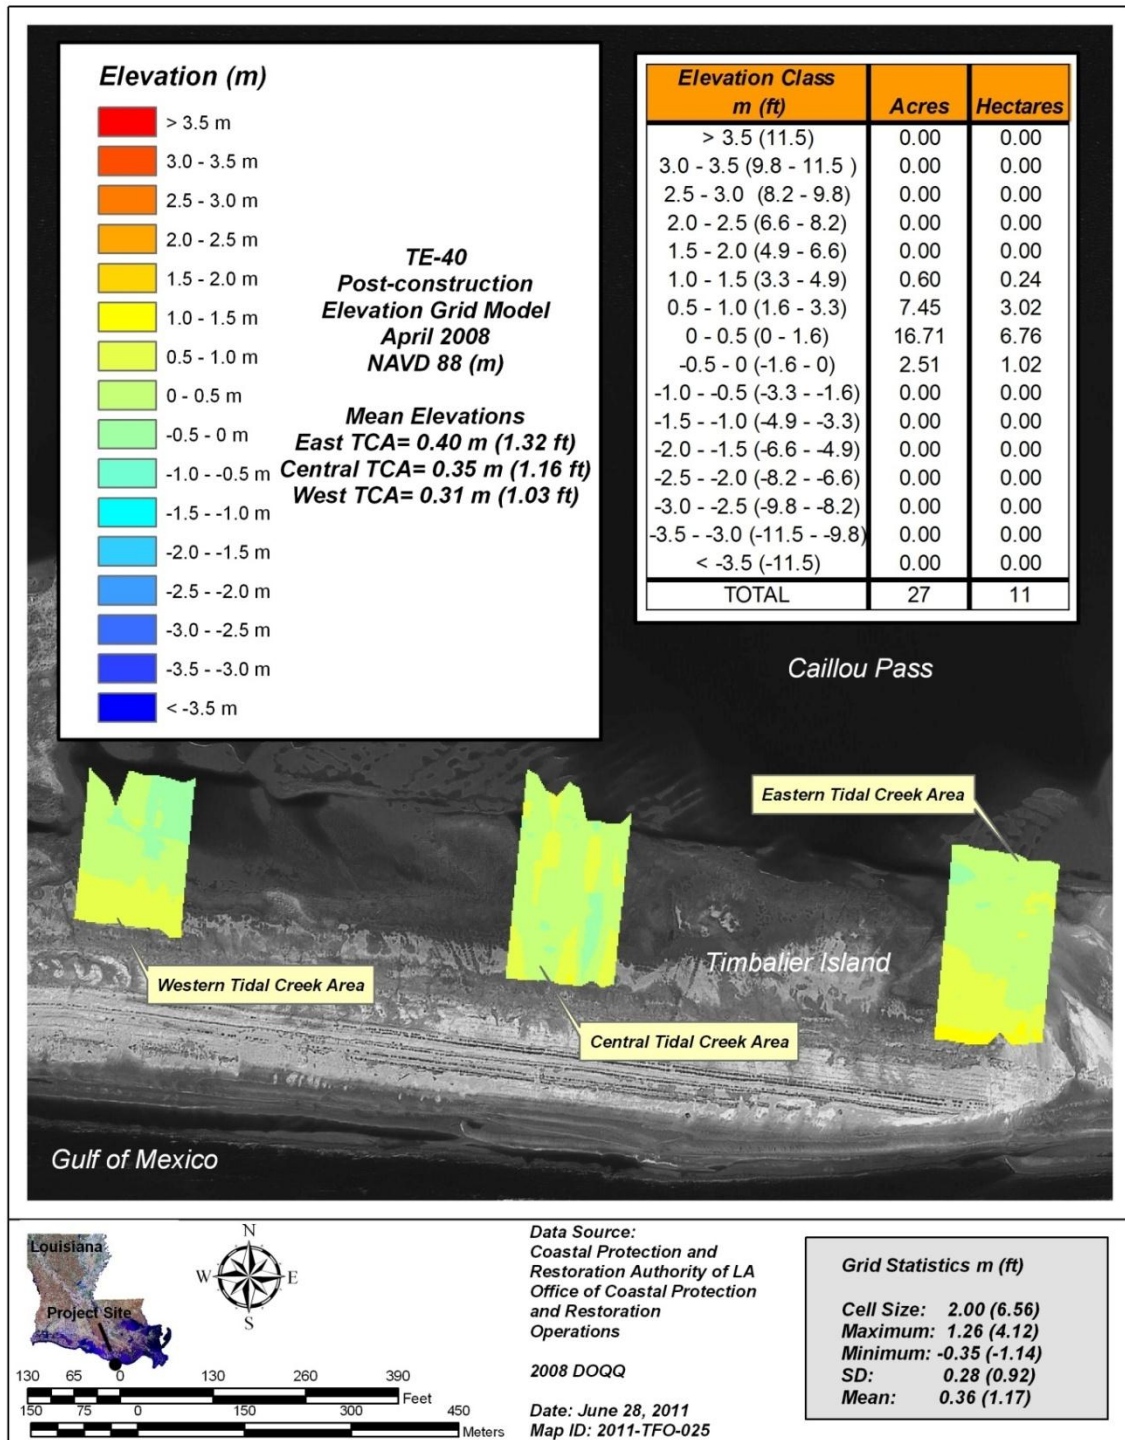 Elevation (m)
> 3.5 m
3.0 - 3.5 m
2.5 - 3.0 m
2.0 - 2.5 m
1.5 - 2.0 m
1.0 - 1.5 m
0.5 - 1.0 m
0 - 0.5 m
-0.5 - 0 m
-1.0 - -0.5 m
-1.5 - -1.0 m
-2.0 - -1.5 m
-2.5 - -2.0 m
-3.0 - -2.5 m
-3.5 - -3.0 m
< -3.5 m
TE-40
Post-construction
Elevation Grid Model
April 2008
NAVD 88 (m)
Mean Elevations
East TCA= 0.40 m (1.32 ft)
Central TCA= 0.35 m (1.16 ft)
West TCA= 0.31 m (1.03 ft)
Elevation Class
m (ft) Acres Hectares
> 3.5 (11.5) 0.00 0.00
3.0 - 3.5 (9.8 - 11.5 ) 0.00 0.00
2.5 - 3.0 (8.2 - 9.8) 0.00 0.00
2.0 - 2.5 (6.6 - 8.2) 0.00 0.00
1.5 - 2.0 (4.9 - 6.6) 0.00 0.00
1.0 - 1.5 (3.3 - 4.9) 0.60 0.24
0.5 - 1.0 (1.6 - 3.3) 7.45 3.02
0 - 0.5 (0 - 1.6) 16.71 6.76
-0.5 - 0 (-1.6 - 0) 2.51 1.02
-1.0 - -0.5 (-3.3 - -1.6) 0.00 0.00
-1.5 - -1.0 (-4.9 - -3.3) 0.00 0.00
-2.0 - -1.5 (-6.6 - -4.9) 0.00 0.00
-2.5 - -2.0 (-8.2 - -6.6) 0.00 0.00
-3.0 - -2.5 (-9.8 - -8.2) 0.00 0.00
-3.5 - -3.0 (-11.5 - -9.8) 0.00 0.00
< -3.5 (-11.5) 0.00 0.00
TOTAL 27 11
Caillou Pass
Eastern Tidal Creek Area
Timbalier Island
Western Tidal Creek Area
Central Tidal Creek Area
Gulf of Mexico
Louisiana
Project Site
N
W E
S
130 65 0 130 260 390
Feet
150 75 0 150 300 450
Meters
Data Source:
Coastal Protection and
Restoration Authority of LA
Office of Coastal Protection
and Restoration
Operations
2008 DOQQ
Date: June 28, 2011
Map ID: 2011-TFO-025
Grid Statistics m (ft)
Cell Size: 2.00 (6.56)
Maximum: 1.26 (4.12)
Minimum: -0.35 (-1.14)
SD: 0.28 (0.92)
Mean: 0.36 (1.17)